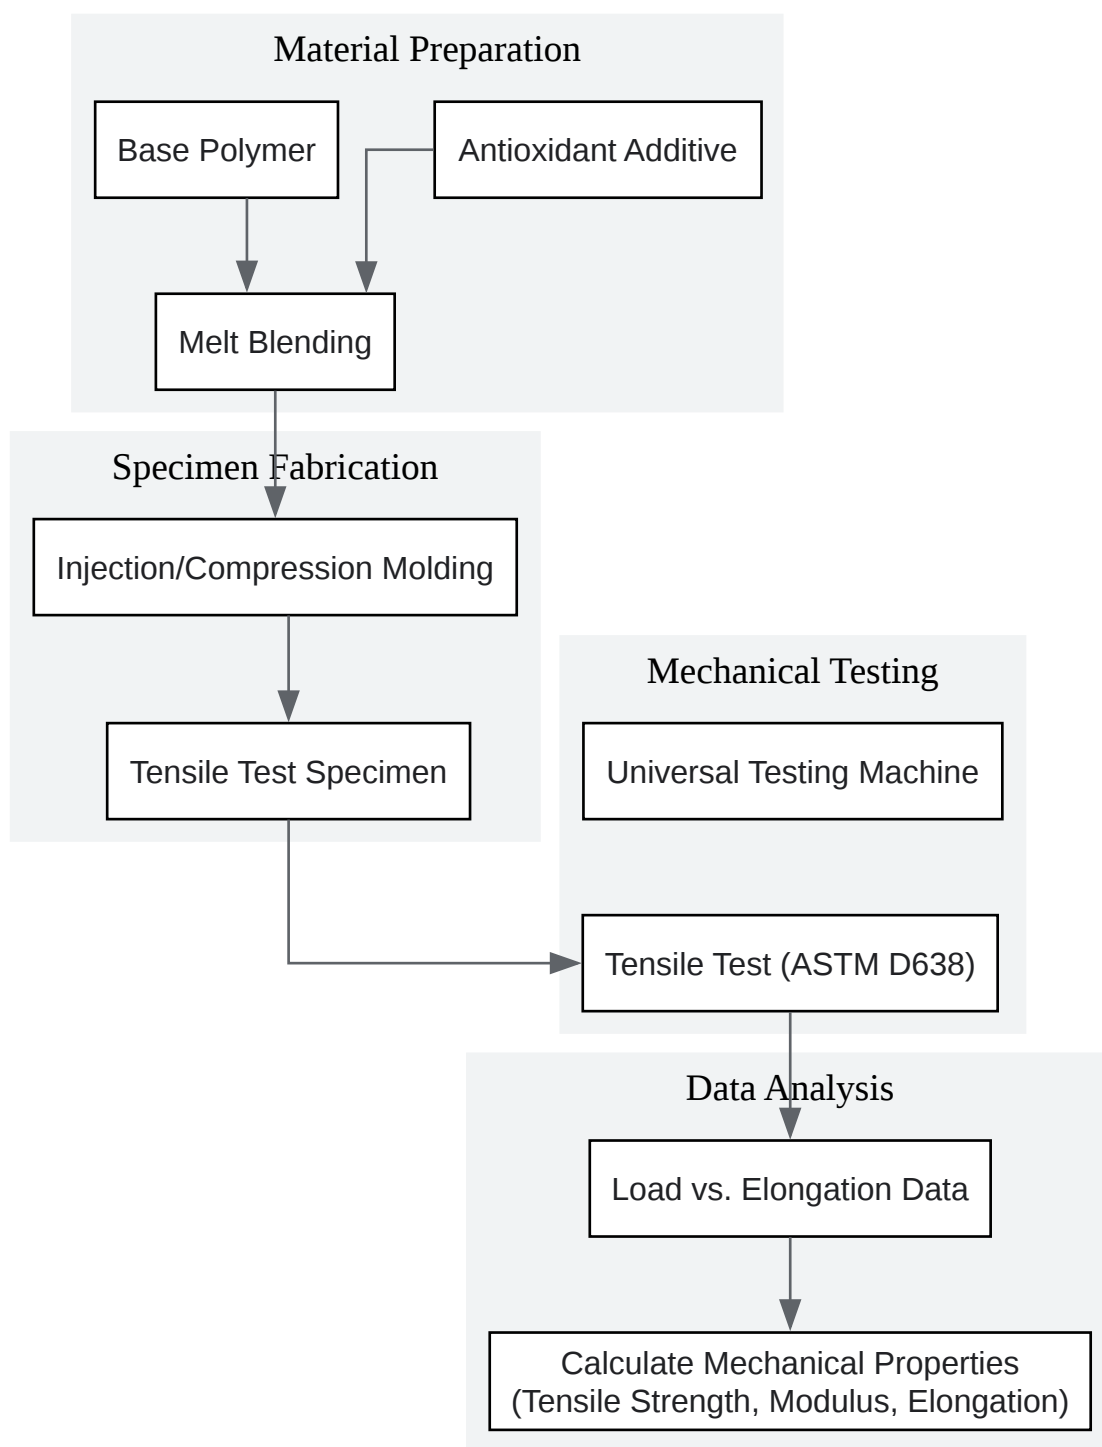 Material Preparation
Base Polymer
Antioxidant Additive
Melt Blending
Specimen Fabrication
Injection/Compression Molding
Tensile Test Specimen
Mechanical Testing
Universal Testing Machine
Tensile Test (ASTM D638)
Data Analysis
Load vs. Elongation Data
Calculate Mechanical Properties
(Tensile Strength, Modulus, Elongation)